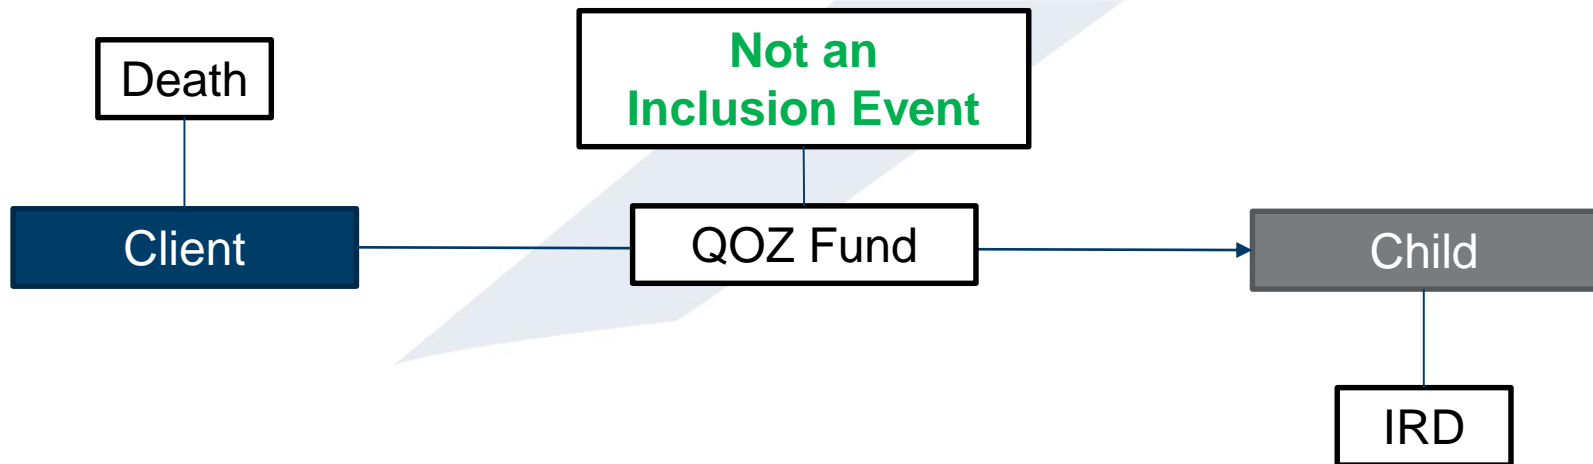 Death
Not an
Inclusion Event
Client
QOZ Fund
Child
IRD